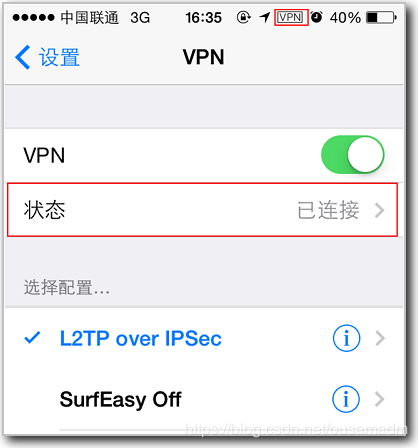 中国联通 3G 16:35 VPN 40%
设置 VPN
VPN
状态 已连接
选择配置...
L2TP over IPSec
SurfEasy Off
https://blog.csdn.net/ousamadm